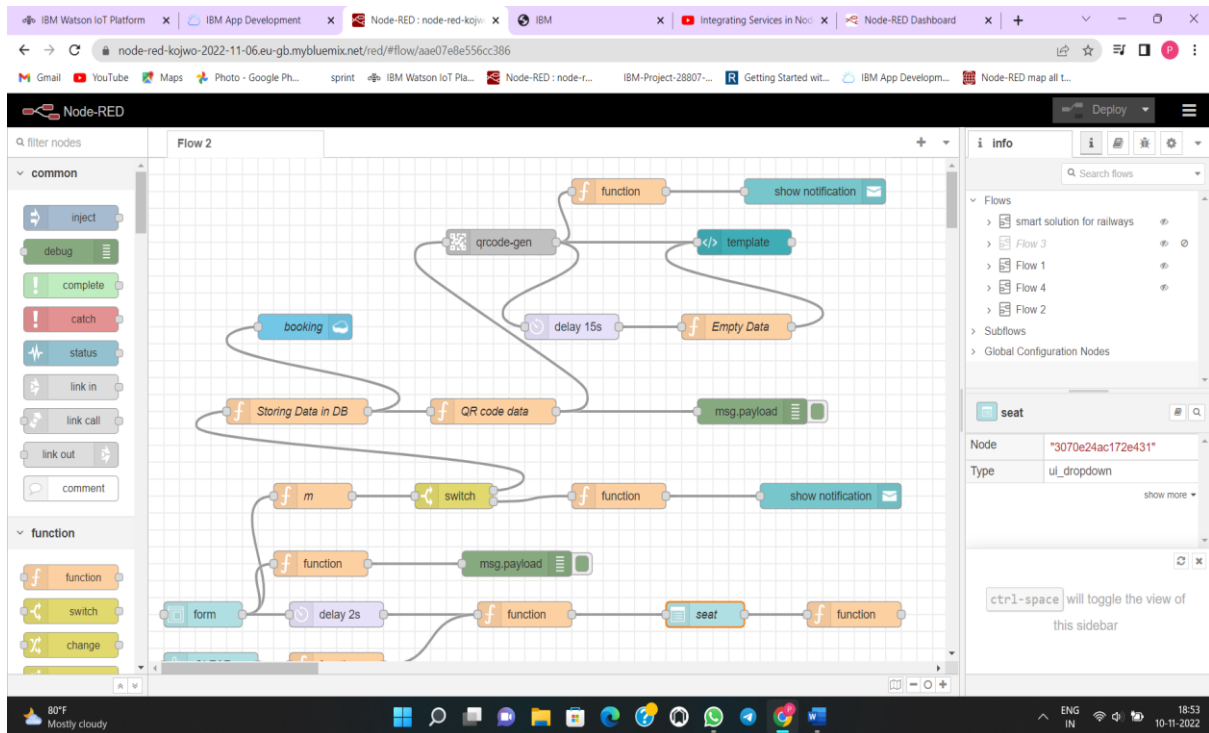 IBM Watson IoT Platform
IBM App Development
Node-RED : node-red-kojw
IBM
Integrating Services in Nod
Node-RED Dashboard
node-red-kojwo-2022-11-06.eu-gb.mybluemix.net/red/#flow/aae07e8e556cc386
P
Gmail
YouTube
Maps
Photo - Google Ph...
sprint
IBM Watson IoT Pla...
Node-RED : node-r...
IBM-Project-28807-...
R
Getting Started wit...
IBM App Developm...
Node-RED map all t...
Node-RED
Deploy
filter nodes
Flow 2
i info
i
common
Search flows
inject
debug
complete
catch
status
link in
link call
link out
comment
function
function
switch
change
function
show notification
qrcode-gen
template
booking
delay 15s
Empty Data
Storing Data in DB
QR code data
msg.payload
m
switch
function
show notification
function
msg.payload
form
delay 2s
function
seat
function
Flows
smart solution for railways
Flow 3
Flow 1
Flow 4
Flow 2
Subflows
Global Configuration Nodes
seat
Node "3070e24ac172e431"
Type ui_dropdown
show more
ctrl-space will toggle the view of
this sidebar
80°F
Mostly cloudy
ENG
IN
18:53
10-11-2022